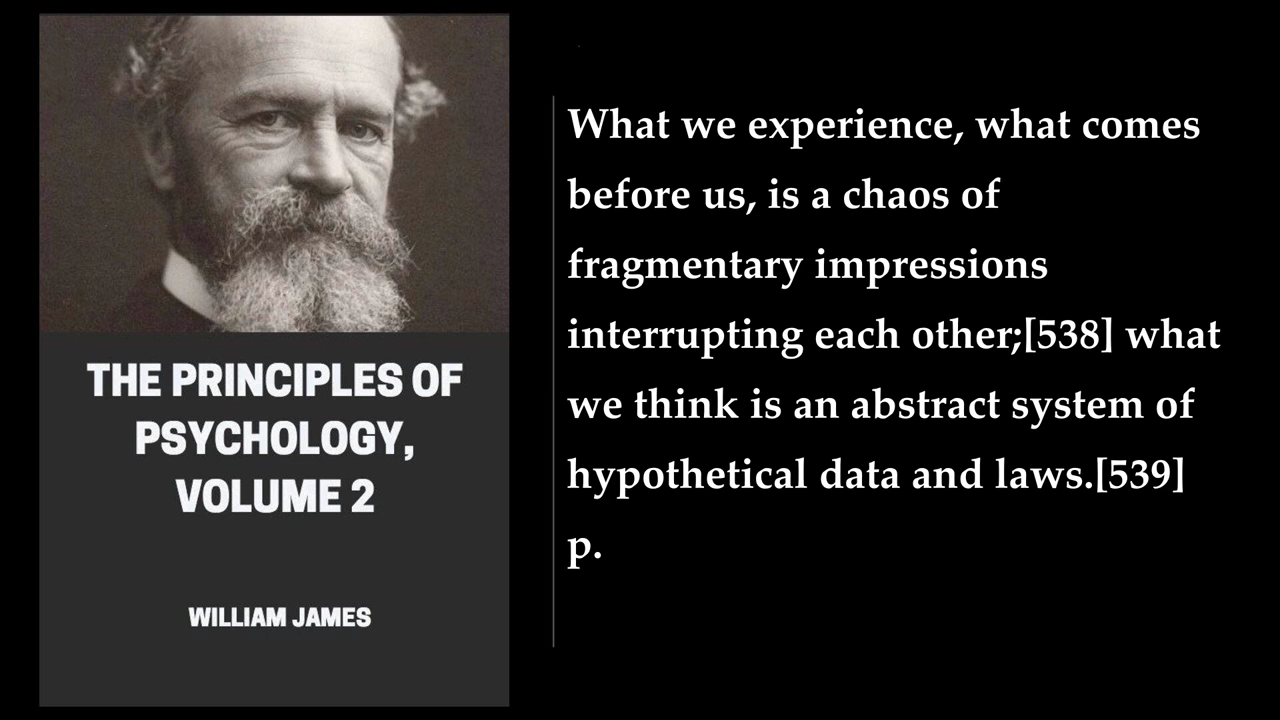 THE PRINCIPLES OF
PSYCHOLOGY,
VOLUME 2
WILLIAM JAMES
What we experience, what comes
before us, is a chaos of
fragmentary impressions
interrupting each other;[538] what
we think is an abstract system of
hypothetical data and laws.[539]
p.